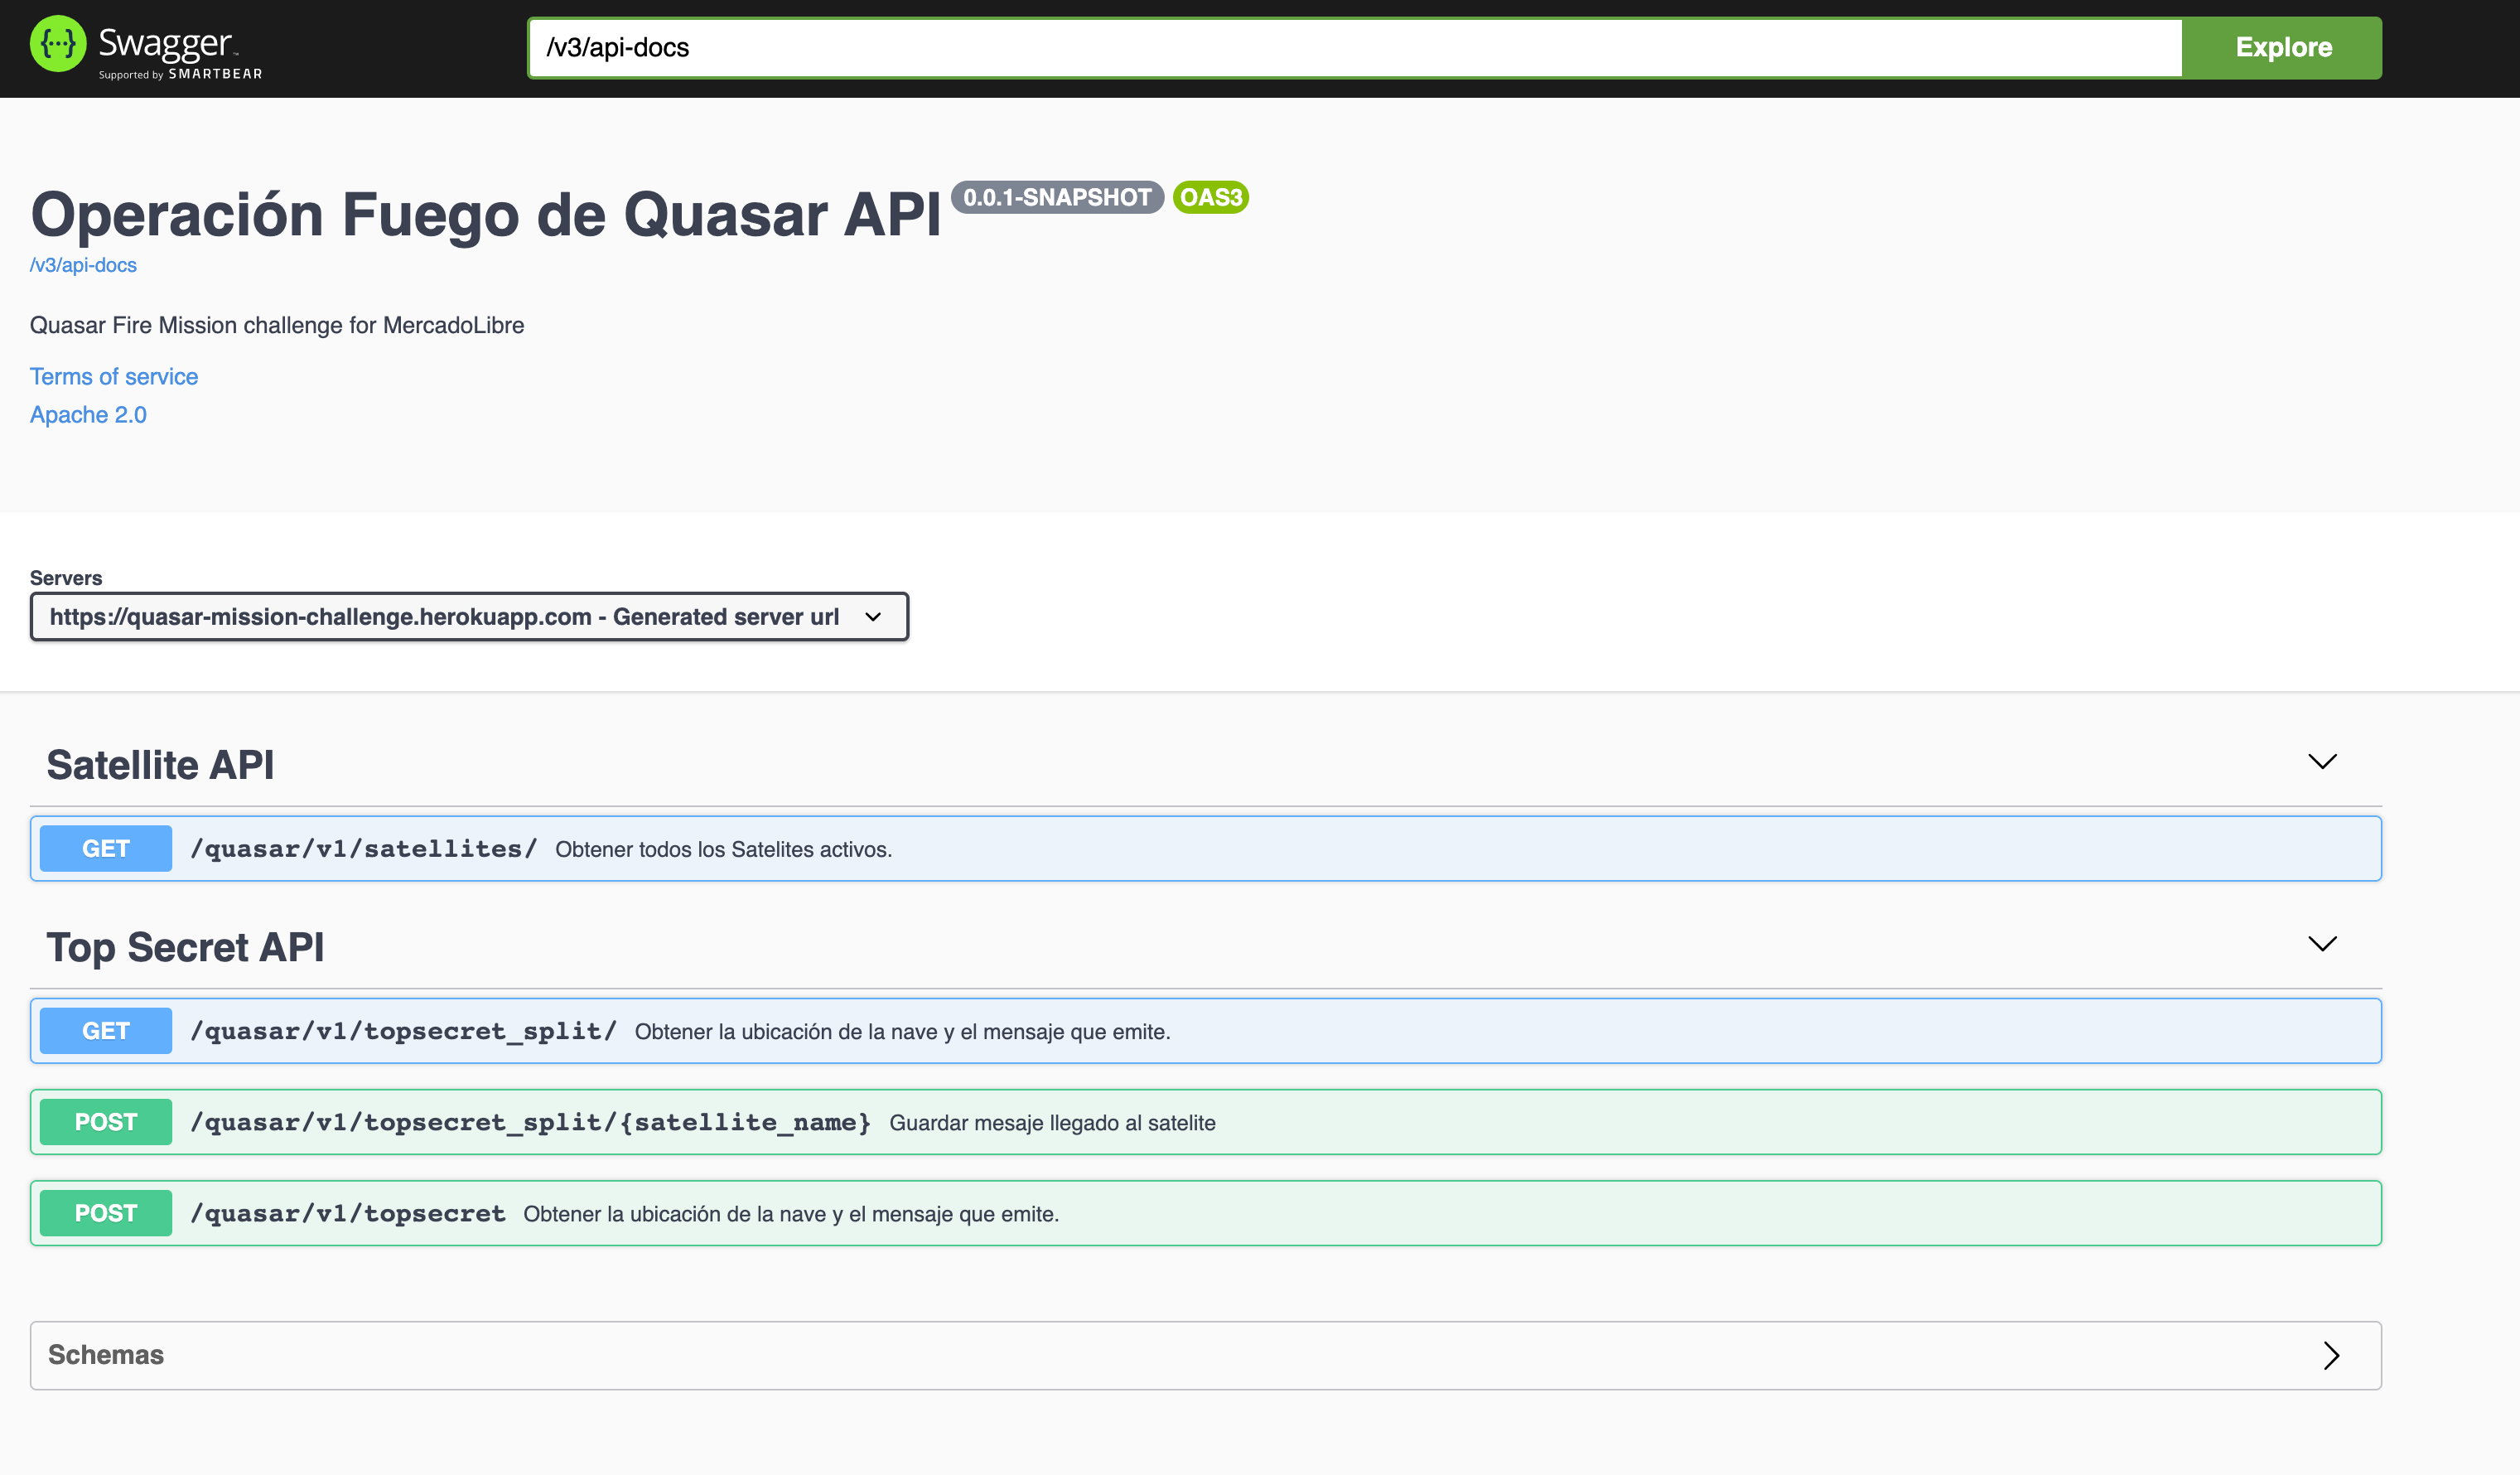 {···} Swagger™
Supported by SMARTBEAR
/v3/api-docs
Explore
Operación Fuego de Quasar API 0.0.1-SNAPSHOT OAS3
/v3/api-docs
Quasar Fire Mission challenge for MercadoLibre
Terms of service
Apache 2.0
Servers
https://quasar-mission-challenge.herokuapp.com - Generated server url
Satellite API
GET /quasar/v1/satellites/ Obtener todos los Satelites activos.
Top Secret API
GET /quasar/v1/topsecret_split/ Obtener la ubicación de la nave y el mensaje que emite.
POST /quasar/v1/topsecret_split/{satellite_name} Guardar mesaje llegado al satelite
POST /quasar/v1/topsecret Obtener la ubicación de la nave y el mensaje que emite.
Schemas